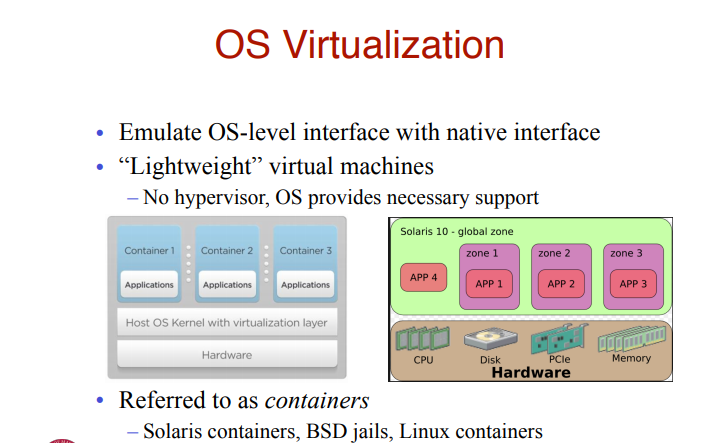 OS Virtualization
• Emulate OS-level interface with native interface
• “Lightweight” virtual machines
– No hypervisor, OS provides necessary support
Container 1 Container 2 Container 3
Applications Applications Applications
Host OS Kernel with virtualization layer
Hardware
Solaris 10 - global zone
zone 1 zone 2 zone 3
APP 4 APP 1 APP 2 APP 3
CPU Disk PCIe Memory
Hardware
• Referred to as containers
– Solaris containers, BSD jails, Linux containers